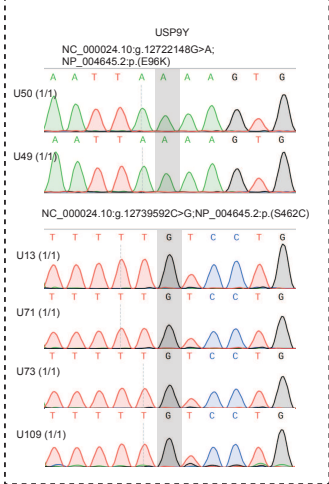 USP9Y
NC_000024.10:g.12722148G>A;
NP_004645.2:p.(E96K)
A A T T A A A A G T G
U50 (1/1)
A A T T A A A A G T G
U49 (1/1)
NC_000024.10:g.12739592C>G;NP_004645.2:p.(S462C)
T T T T T G T C C T G
U13 (1/1)
T T T T T G T C C T G
U71 (1/1)
T T T T T G T C C T G
U73 (1/1)
T T T T T G T C C T G
U109 (1/1)